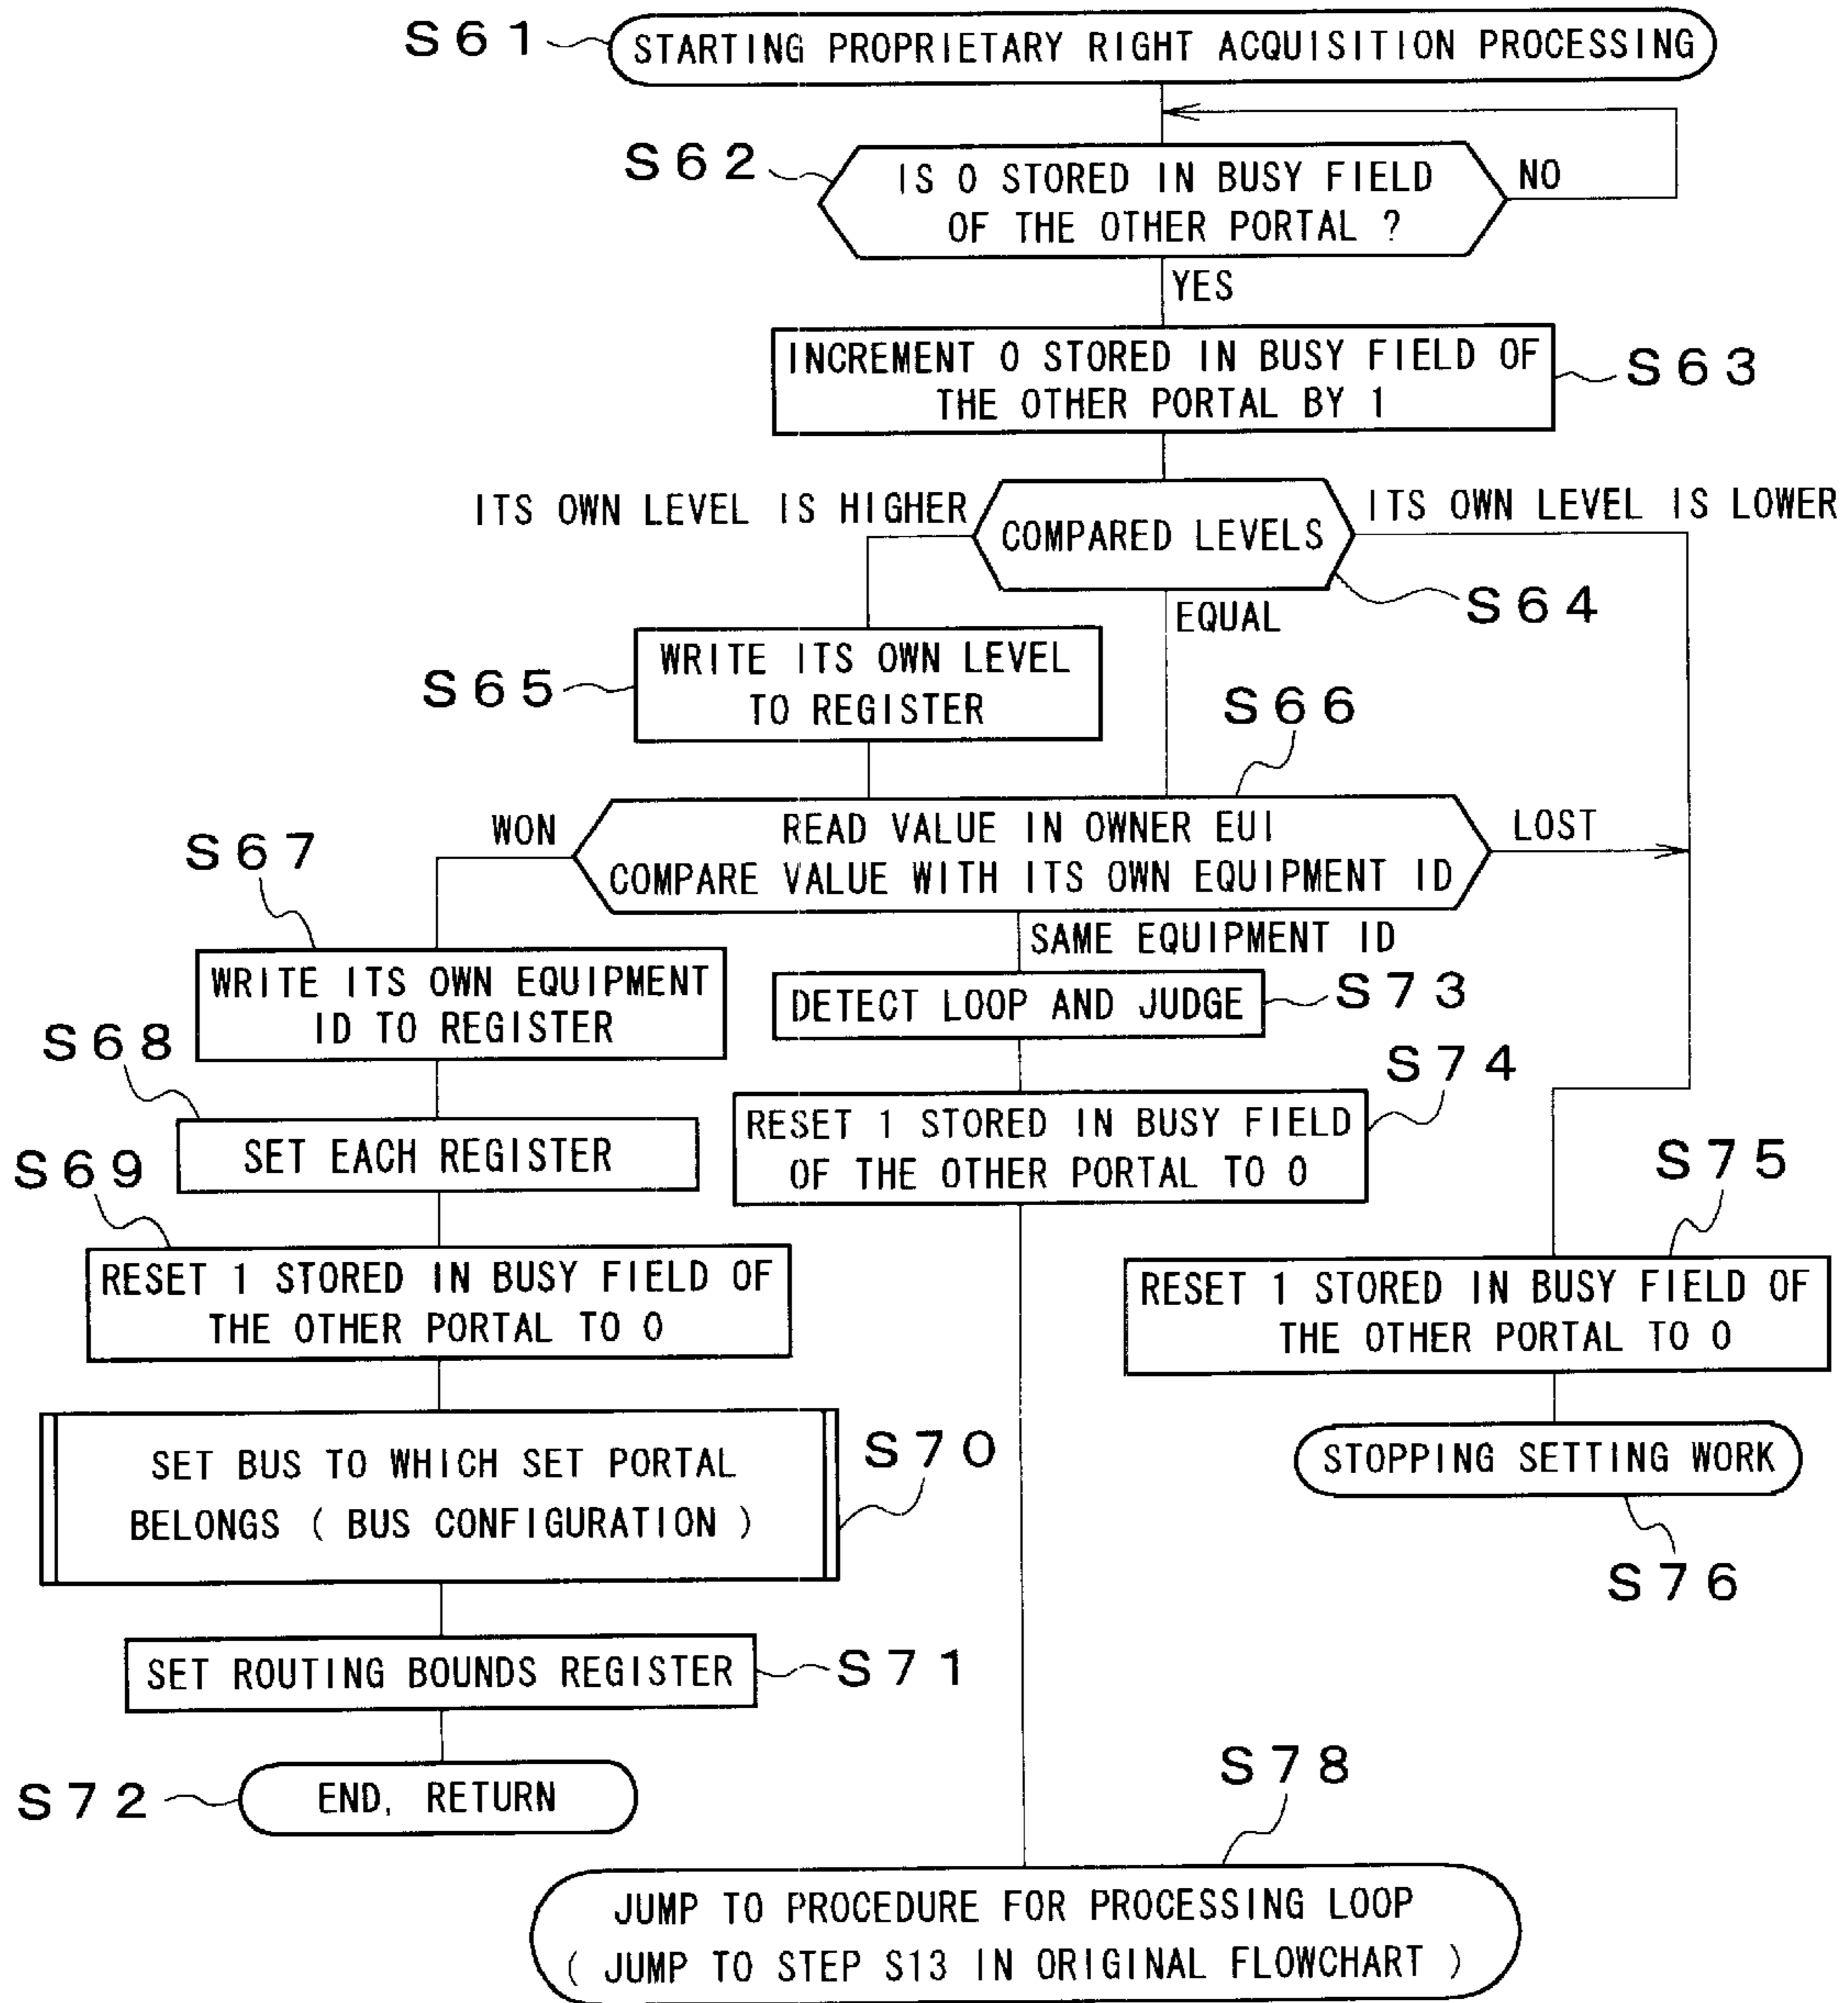 S61
STARTING PROPRIETARY RIGHT ACQUISITION PROCESSING
S62
IS 0 STORED IN BUSY FIELD
OF THE OTHER PORTAL ?
NO
YES
INCREMENT 0 STORED IN BUSY FIELD OF
THE OTHER PORTAL BY 1
S63
ITS OWN LEVEL IS HIGHER
COMPARED LEVELS
ITS OWN LEVEL IS LOWER
S64
EQUAL
S65
WRITE ITS OWN LEVEL
TO REGISTER
S66
WON
READ VALUE IN OWNER EUI
COMPARE VALUE WITH ITS OWN EQUIPMENT ID
LOST
S67
SAME EQUIPMENT ID
WRITE ITS OWN EQUIPMENT
ID TO REGISTER
DETECT LOOP AND JUDGE
S73
S68
S74
SET EACH REGISTER
RESET 1 STORED IN BUSY FIELD
OF THE OTHER PORTAL TO 0
S69
S75
RESET 1 STORED IN BUSY FIELD OF
THE OTHER PORTAL TO 0
RESET 1 STORED IN BUSY FIELD OF
THE OTHER PORTAL TO 0
SET BUS TO WHICH SET PORTAL
BELONGS ( BUS CONFIGURATION )
S70
STOPPING SETTING WORK
S76
SET ROUTING BOUNDS REGISTER
S71
S72
END, RETURN
S78
JUMP TO PROCEDURE FOR PROCESSING LOOP
( JUMP TO STEP S13 IN ORIGINAL FLOWCHART )